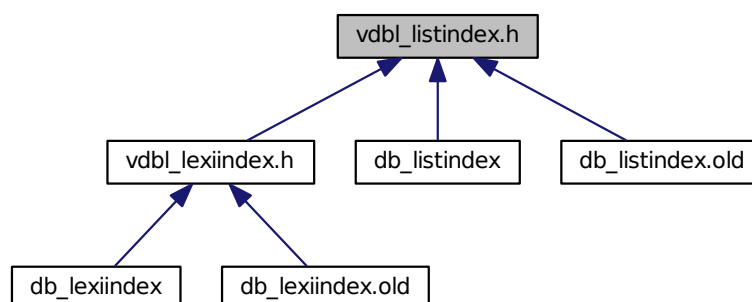 vdbl_listindex.h
vdbl_lexiindex.h
db_listindex
db_listindex.old
db_lexiindex
db_lexiindex.old